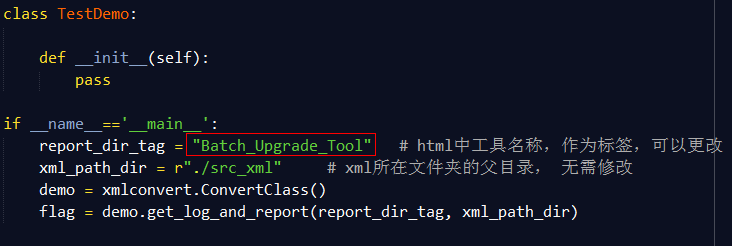 class TestDemo:
def __init__(self):
pass
if __name__=='__main__':
report_dir_tag = "Batch_Upgrade_Tool" # html中工具名称，作为标签，可以更改
xml_path_dir = r"./src_xml" # xml所在文件夹的父目录， 无需修改
demo = xmlconvert.ConvertClass()
flag = demo.get_log_and_report(report_dir_tag, xml_path_dir)